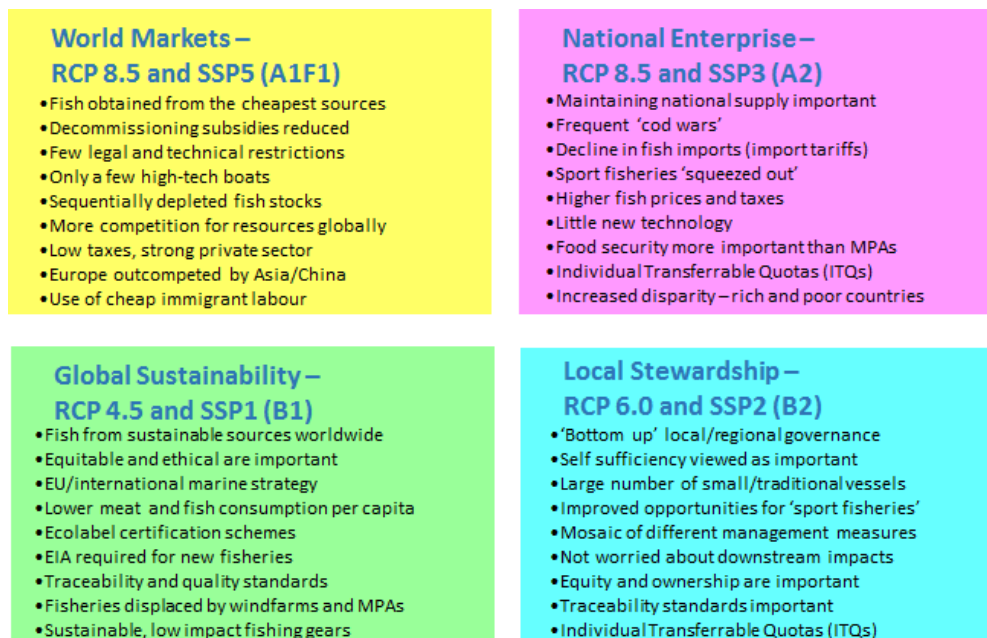 World Markets –
RCP 8.5 and SSP5 (A1F1)
•Fish obtained from the cheapest sources
•Decommissioning subsidies reduced
•Few legal and technical restrictions
•Only a few high-tech boats
•Sequentially depleted fish stocks
•More competition for resources globally
•Low taxes, strong private sector
•Europe outcompeted by Asia/China
•Use of cheap immigrant labour
National Enterprise –
RCP 8.5 and SSP3 (A2)
•Maintaining national supply important
•Frequent ‘cod wars’
•Decline in fish imports (import tariffs)
•Sport fisheries ‘squeezed out’
•Higher fish prices and taxes
•Little new technology
•Food security more important than MPAs
•Individual Transferrable Quotas (ITQs)
•Increased disparity – rich and poor countries
Global Sustainability –
RCP 4.5 and SSP1 (B1)
•Fish from sustainable sources worldwide
•Equitable and ethical are important
•EU/international marine strategy
•Lower meat and fish consumption per capita
•Ecolabel certification schemes
•EIA required for new fisheries
•Traceability and quality standards
•Fisheries displaced by windfarms and MPAs
•Sustainable, low impact fishing gears
Local Stewardship –
RCP 6.0 and SSP2 (B2)
•‘Bottom up’ local/regional governance
•Self sufficiency viewed as important
•Large number of small/traditional vessels
•Improved opportunities for ‘sport fisheries’
•Mosaic of different management measures
•Not worried about downstream impacts
•Equity and ownership are important
•Traceability standards important
•Individual Transferrable Quotas (ITQs)